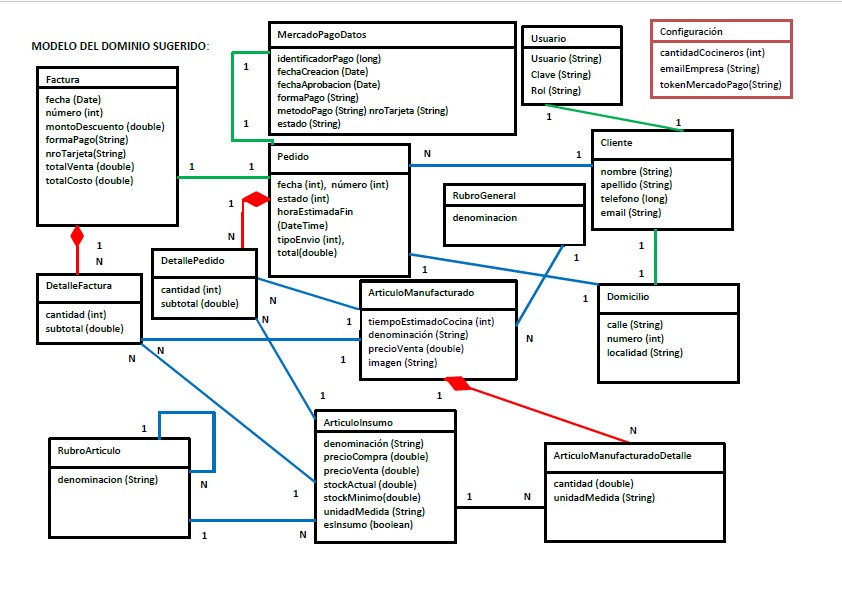 MODELO DEL DOMINIO SUGERIDO:
MercadoPagoDatos
identificadorPago (long)
fechaCreacion (Date)
fechaAprobacion (Date)
formaPago (String)
metodoPago (String) nroTarjeta (String)
estado (String)
Usuario
Usuario (String)
Clave (String)
Rol (String)
Configuración
cantidadCocineros (int)
emailEmpresa (String)
tokenMercadoPago(String)
Factura
fecha (Date)
número (int)
montoDescuento (double)
formaPago(String)
nroTarjeta(String)
totalVenta (double)
totalCosto (double)
1
1
1
1
1
1
Pedido
fecha (int), número (int)
estado (int)
horaEstimadaFin
(DateTime)
tipoEnvio (int),
total(double)
N
1
Cliente
nombre (String)
apellido (String)
telefono (long)
email (String)
RubroGeneral
denominacion
1
N
1
N
1
1
1
1
1
DetallePedido
cantidad (int)
subtotal (double)
DetalleFactura
cantidad (int)
subtotal (double)
ArticuloManufacturado
tiempoEstimadoCocina (int)
denominación (String)
precioVenta (double)
imagen (String)
Domicilio
calle (String)
numero (int)
localidad (String)
N
N
1
N
N
N
1
1
1
ArticuloInsumo
denominación (String)
precioCompra (double)
precioVenta (double)
stockActual (double)
stockMinimo(double)
unidadMedida (String)
esInsumo (boolean)
RubroArticulo
denominacion (String)
1
N
1
1
N
N
ArticuloManufacturadoDetalle
cantidad (double)
unidadMedida (String)
1
N